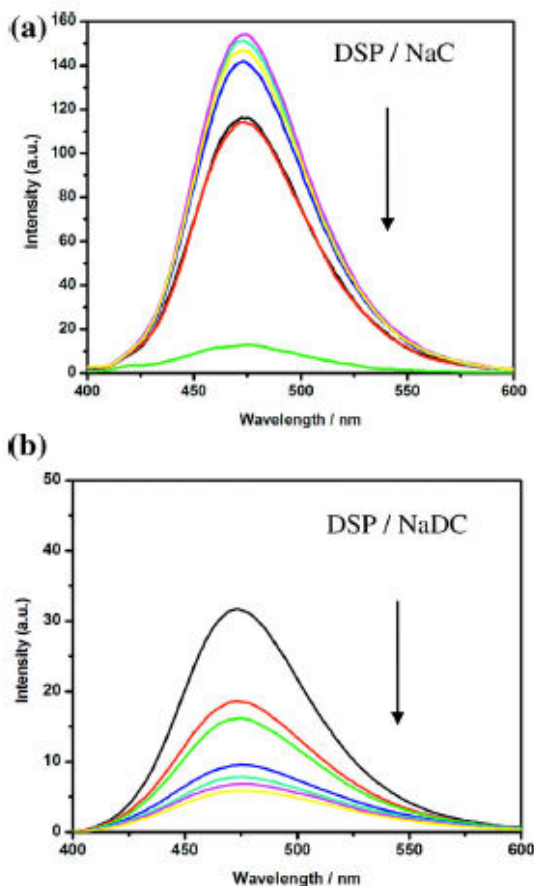 (a)
DSP / NaC
Intensity (a.u.)
160
140
120
100
80
60
40
20
0
400 450 500 550 600
Wavelength / nm
(b)
DSP / NaDC
Intensity (a.u.)
50
40
30
20
10
0
400 450 500 550 600
Wavelength / nm